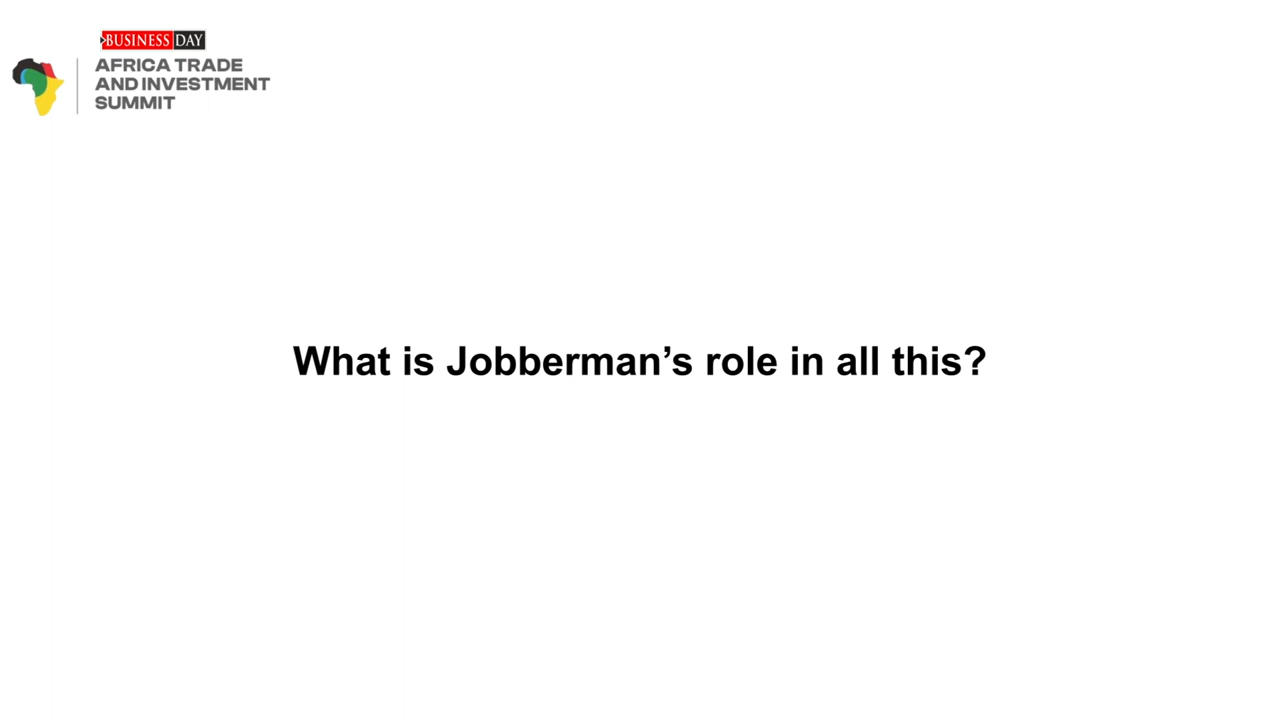 BUSINESS DAY
AFRICA TRADE
AND INVESTMENT
SUMMIT
What is Jobberman’s role in all this?